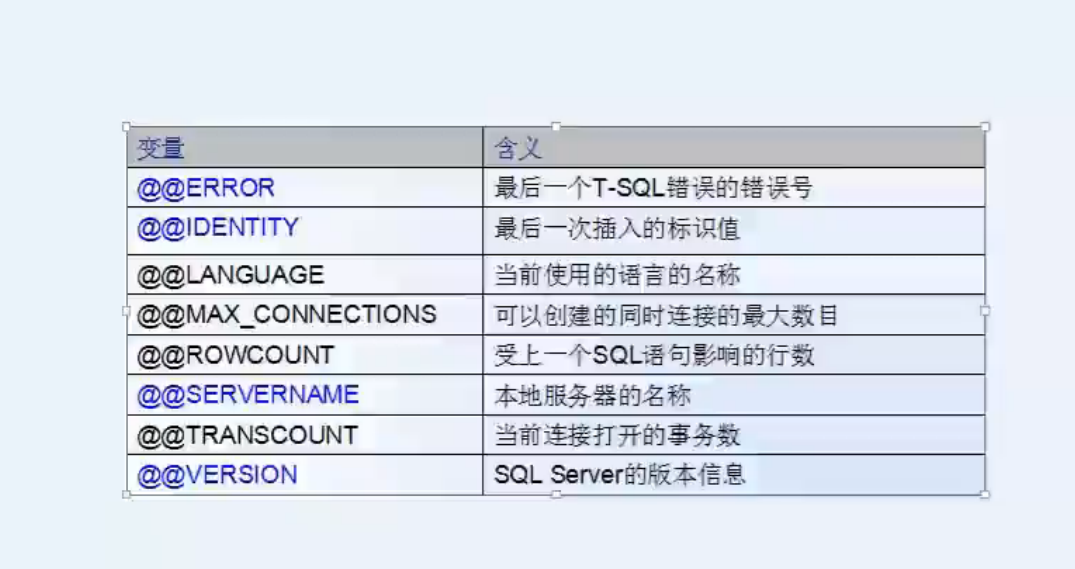 变量 含义
@@ERROR 最后一个T-SQL错误的错误号
@@IDENTITY 最后一次插入的标识值
@@LANGUAGE 当前使用的语言的名称
@@MAX_CONNECTIONS 可以创建的同时连接的最大数目
@@ROWCOUNT 受上一个SQL语句影响的行数
@@SERVERNAME 本地服务器的名称
@@TRANSCOUNT 当前连接打开的事务数
@@VERSION SQL Server的版本信息